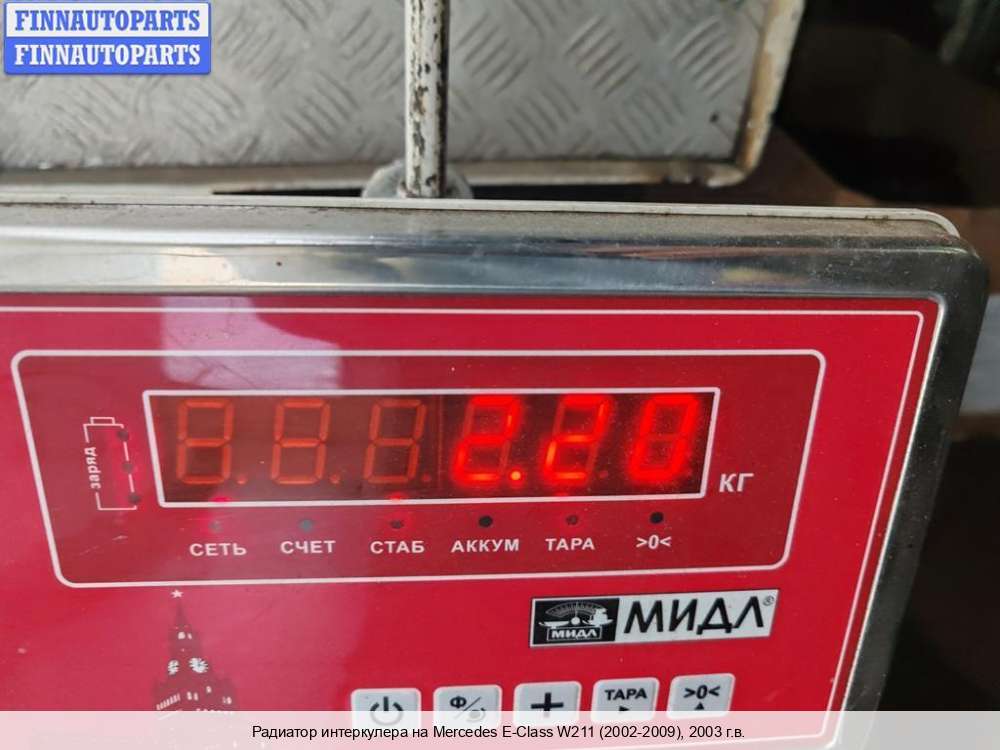 FINNAUTOPARTS
FINNAUTOPARTS
заряд
2.20
КГ
СЕТЬ СЧЕТ СТАБ АККУМ ТАРА >0<
МИДЛ МИДЛ®
Ф/ + ТАРА >0<
Радиатор интеркулера на Mercedes E-Class W211 (2002-2009), 2003 г.в.